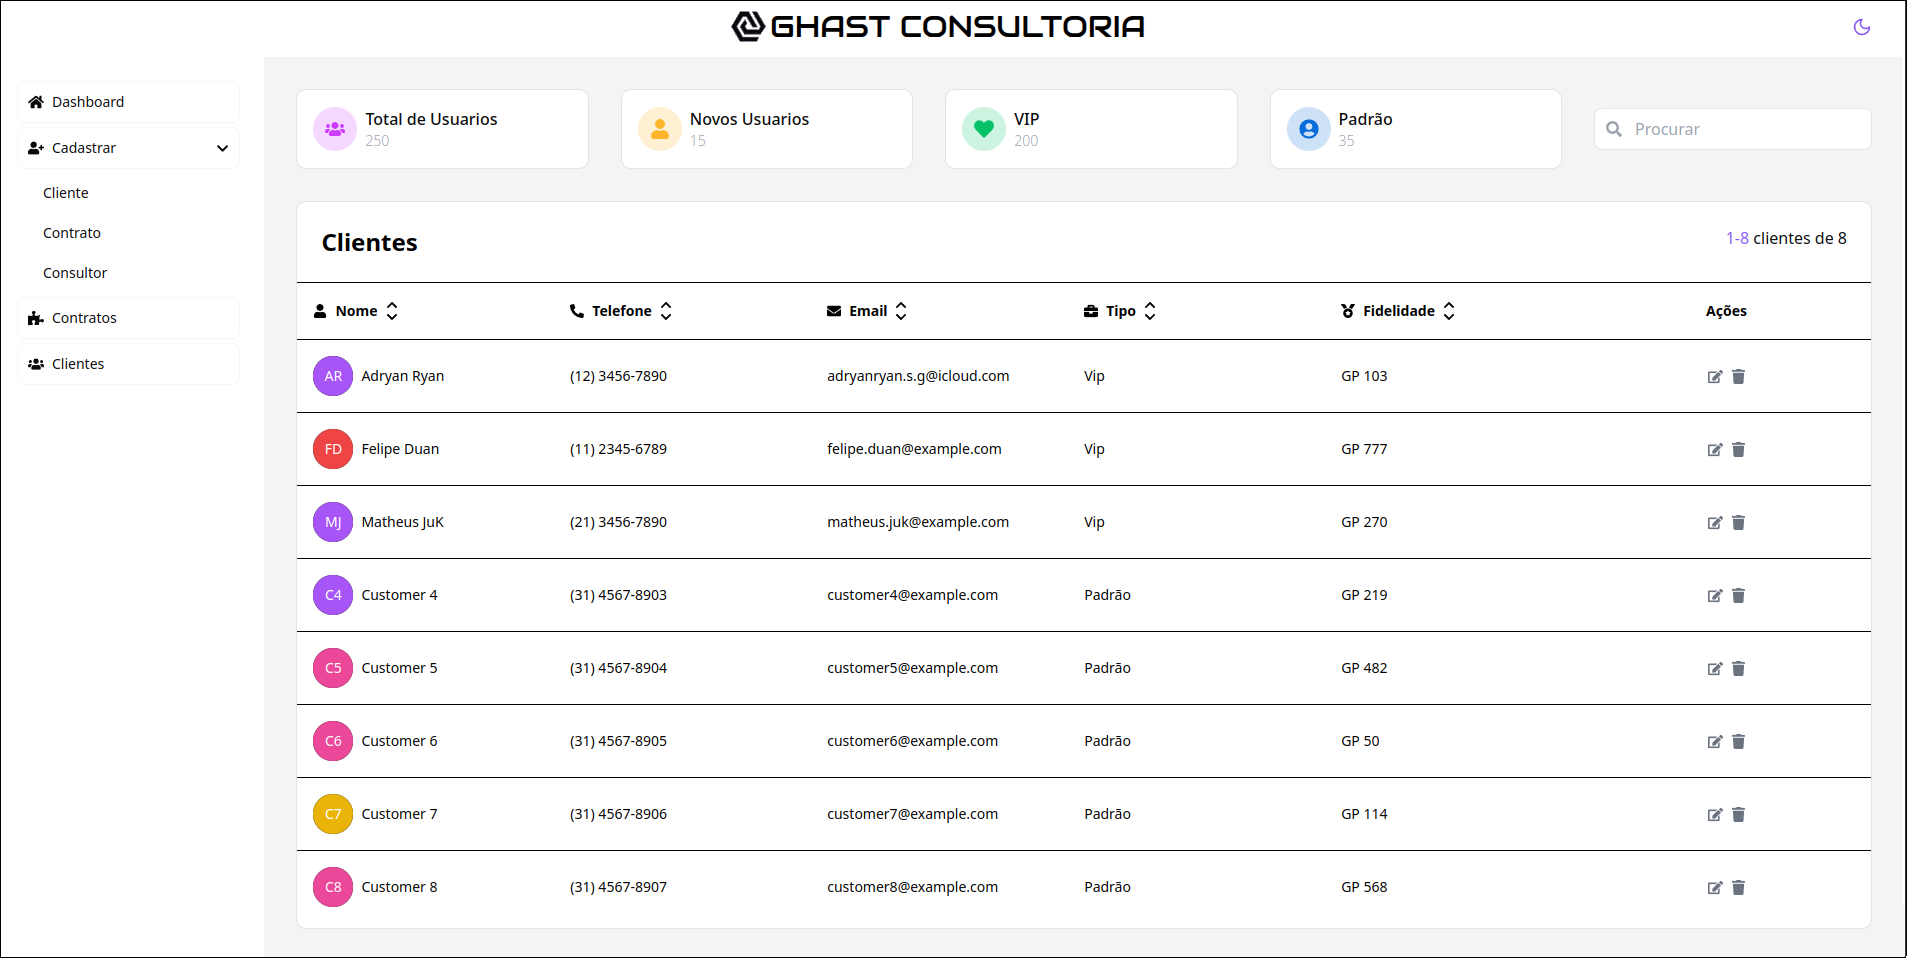 GHAST CONSULTORIA
Dashboard
Cadastrar
Cliente
Contrato
Consultor
Contratos
Clientes
Total de Usuarios
250
Novos Usuarios
15
VIP
200
Padrão
35
Procurar
Clientes
1-8 clientes de 8
Nome Telefone Email Tipo Fidelidade Ações
AR Adryan Ryan (12) 3456-7890 adryanryan.s.g@icloud.com Vip GP 103
FD Felipe Duan (11) 2345-6789 felipe.duan@example.com Vip GP 777
MJ Matheus JuK (21) 3456-7890 matheus.juk@example.com Vip GP 270
C4 Customer 4 (31) 4567-8903 customer4@example.com Padrão GP 219
C5 Customer 5 (31) 4567-8904 customer5@example.com Padrão GP 482
C6 Customer 6 (31) 4567-8905 customer6@example.com Padrão GP 50
C7 Customer 7 (31) 4567-8906 customer7@example.com Padrão GP 114
C8 Customer 8 (31) 4567-8907 customer8@example.com Padrão GP 568